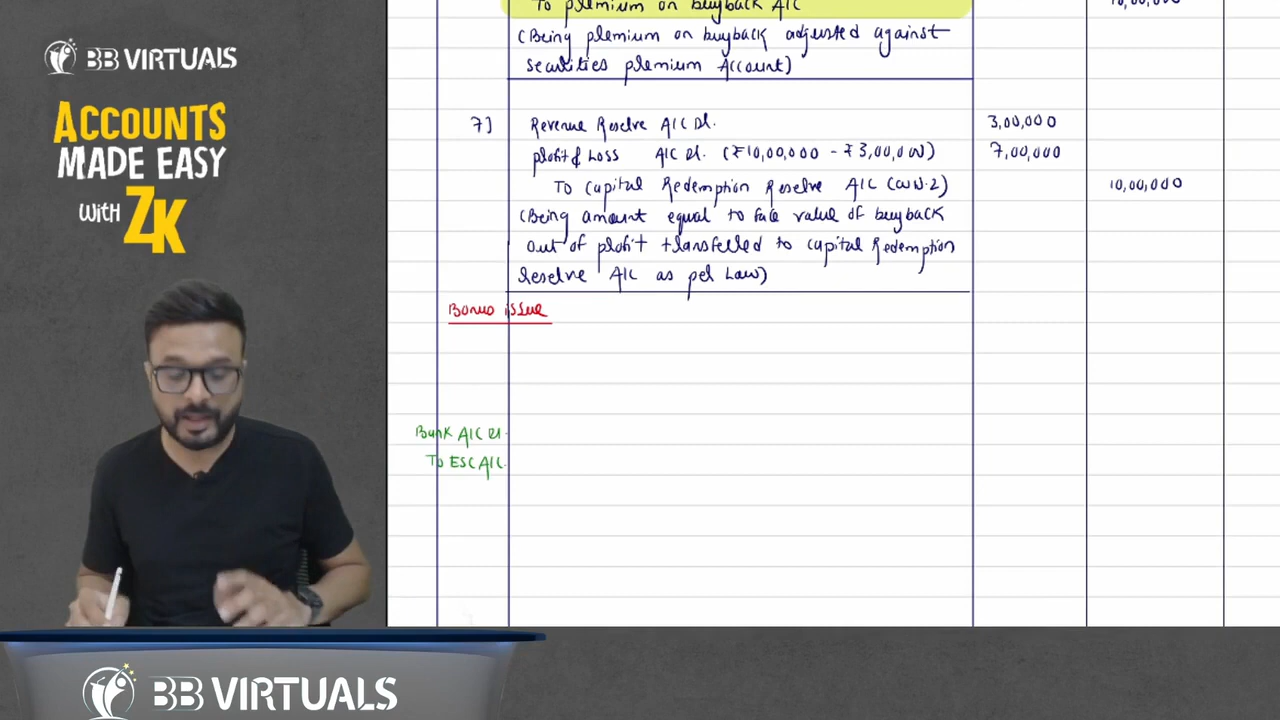 BB VIRTUALS
ACCOUNTS
MADE EASY
WITH ZK
To premium on buyback A/C
(Being premium on buyback adjusted against
securities premium Account)
7] Revenue Reserve A/C Dr. 3,00,000
profit & Loss A/C Dr. (₹10,00,000 - ₹3,00,000) 7,00,000
To Capital Redemption Reserve A/C (W.N.2) 10,00,000
(Being amount equal to face value of buyback
out of profit transferred to capital Redemption
Reserve A/C as per Law)
Bonus issue
Bank A/C Dr.
To ESC A/C.
BB VIRTUALS